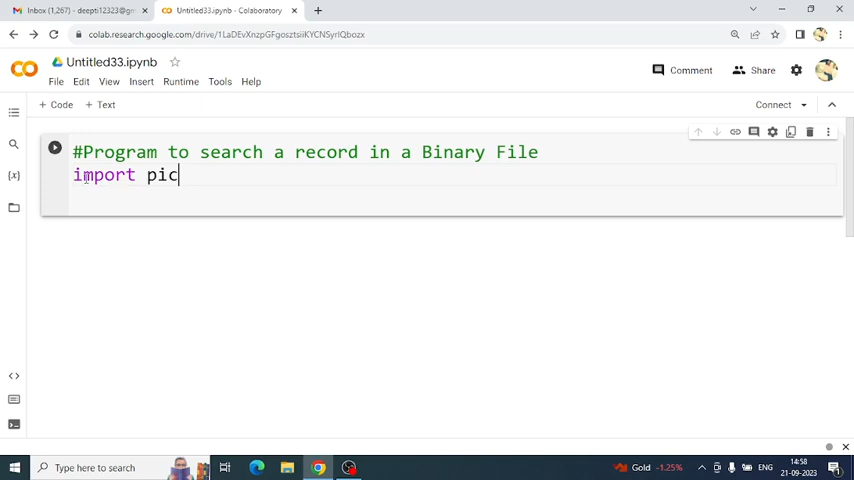 Inbox (1,267) - deepti12323@gm
Untitled33.ipynb - Colaboratory
colab.research.google.com/drive/1LaDEvXnzpGFgosztsiiKYCNSyrlQbozx
Untitled33.ipynb
File Edit View Insert Runtime Tools Help
Comment Share
+ Code + Text Connect
#Program to search a record in a Binary File
import pic
Type here to search
Gold -1.25%
ENG
14:58
21-09-2023